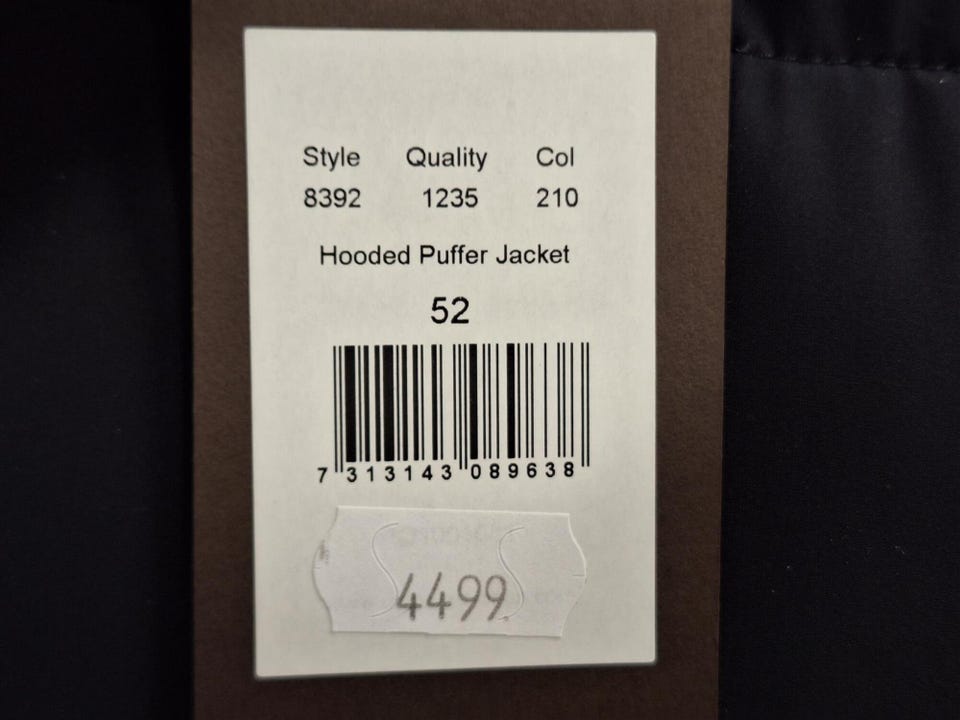 Style Quality Col
8392 1235 210
Hooded Puffer Jacket
52
7 313143 089638
4499